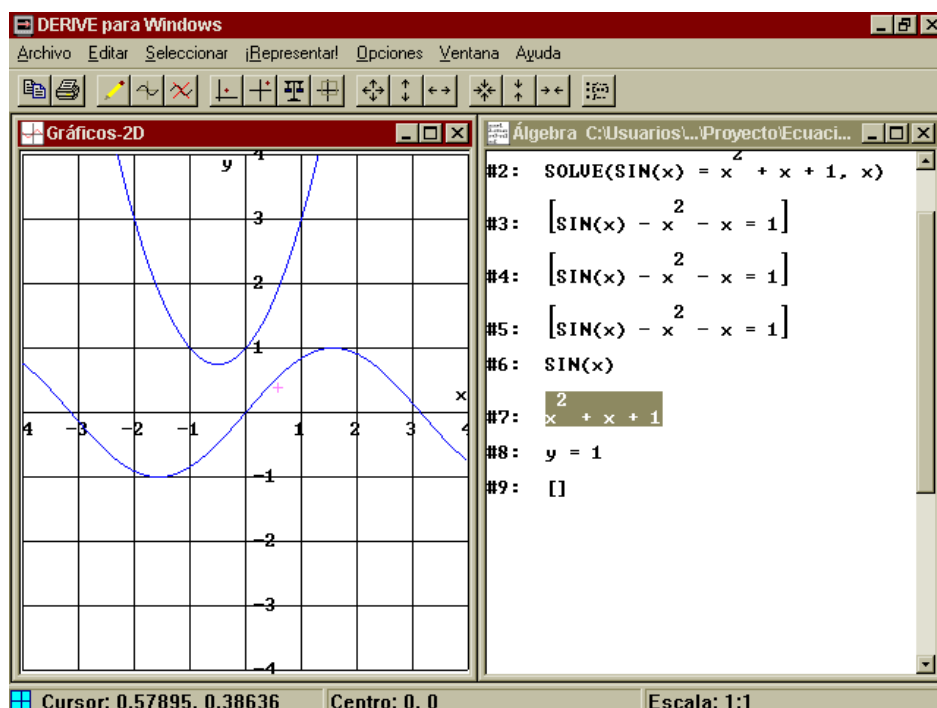 DERIVE para Windows
Archivo Editar Seleccionar ¡Representar! Opciones Ventana Ayuda
Gráficos-2D
y
4
3
2
1
x
4 -3 -2 -1 1 2 3 4
-1
-2
-3
-4
Álgebra C:\Usuarios\...\Proyecto\Ecuaci...
#2: SOLVE(SIN(x) = x² + x + 1, x)
#3: [SIN(x) - x² - x = 1]
#4: [SIN(x) - x² - x = 1]
#5: [SIN(x) - x² - x = 1]
#6: SIN(x)
#7: x² + x + 1
#8: y = 1
#9: []
Cursor: 0.57895, 0.38636 Centro: 0, 0 Escala: 1:1